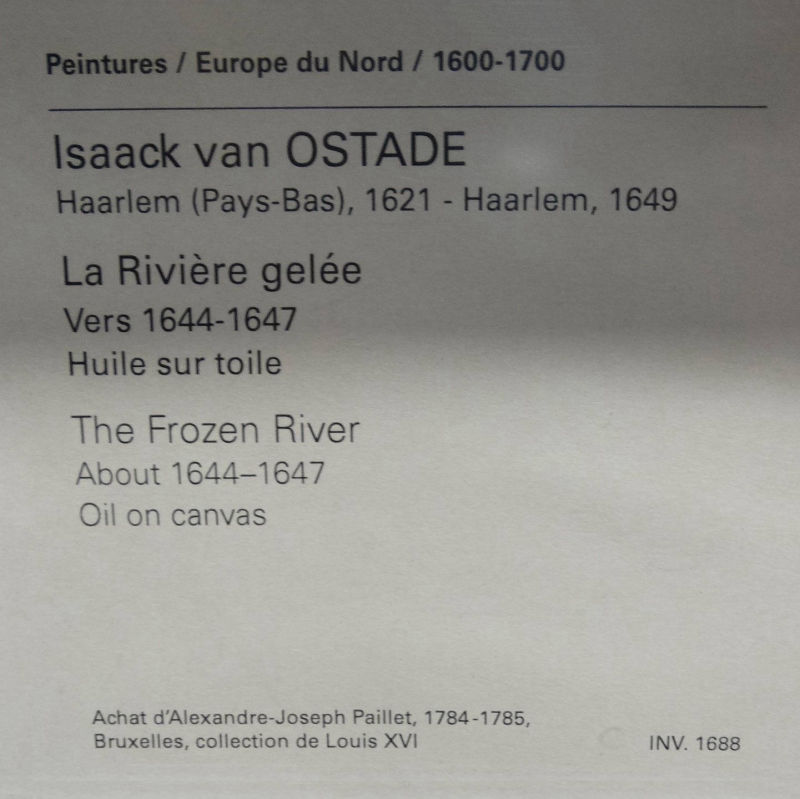 Peintures / Europe du Nord / 1600-1700
Isaack van OSTADE
Haarlem (Pays-Bas), 1621 - Haarlem, 1649
La Rivière gelée
Vers 1644-1647
Huile sur toile
The Frozen River
About 1644–1647
Oil on canvas
Achat d'Alexandre-Joseph Paillet, 1784-1785,
Bruxelles, collection de Louis XVI
INV. 1688